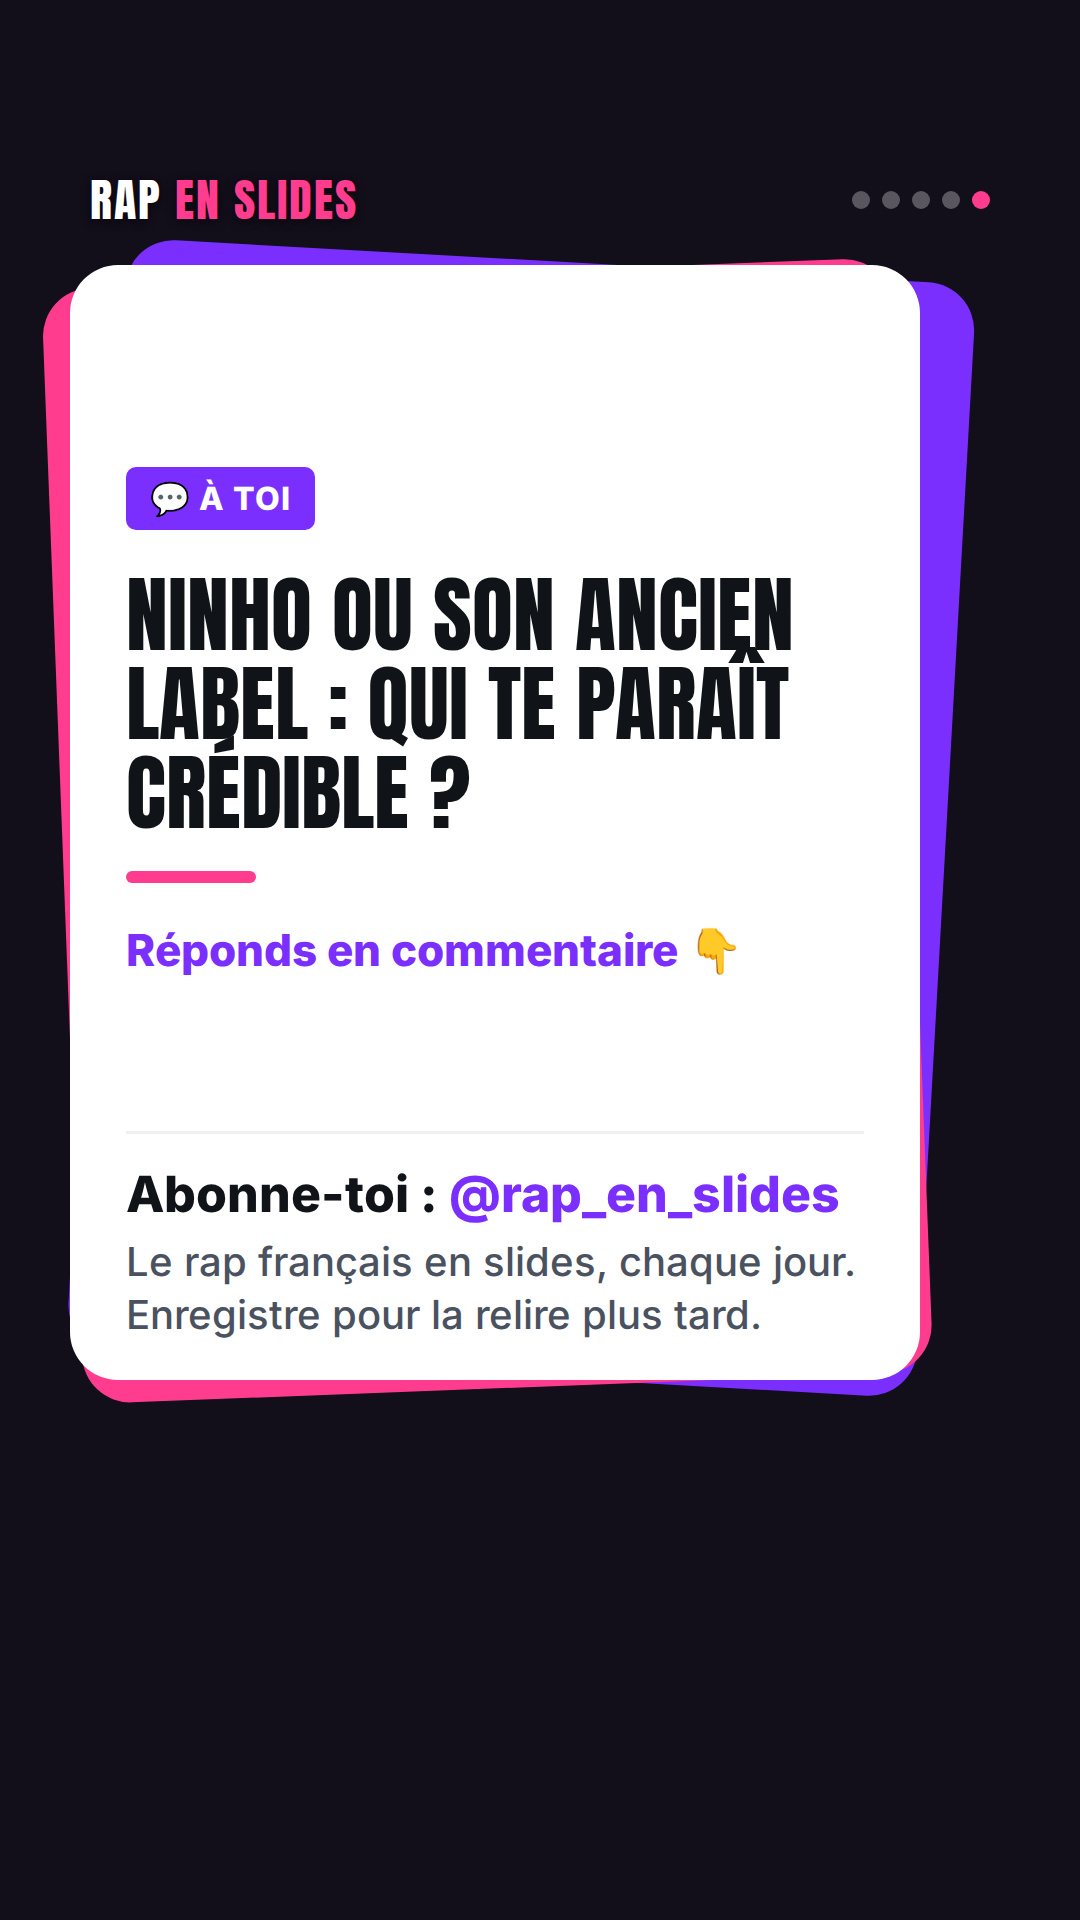 RAP EN SLIDES
💬 À TOI
NINHO OU SON ANCIEN
LABEL : QUI TE PARAÎT
CRÉDIBLE ?
Réponds en commentaire 👇
Abonne-toi : @rap_en_slides
Le rap français en slides, chaque jour.
Enregistre pour la relire plus tard.